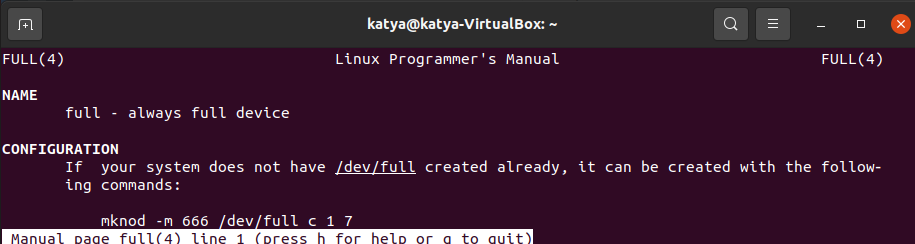 katya@katya-VirtualBox: ~
FULL(4) Linux Programmer's Manual FULL(4)
NAME
full - always full device
CONFIGURATION
If your system does not have /dev/full created already, it can be created with the follow-
ing commands:
mknod -m 666 /dev/full c 1 7
Manual page full(4) line 1 (press h for help or q to quit)